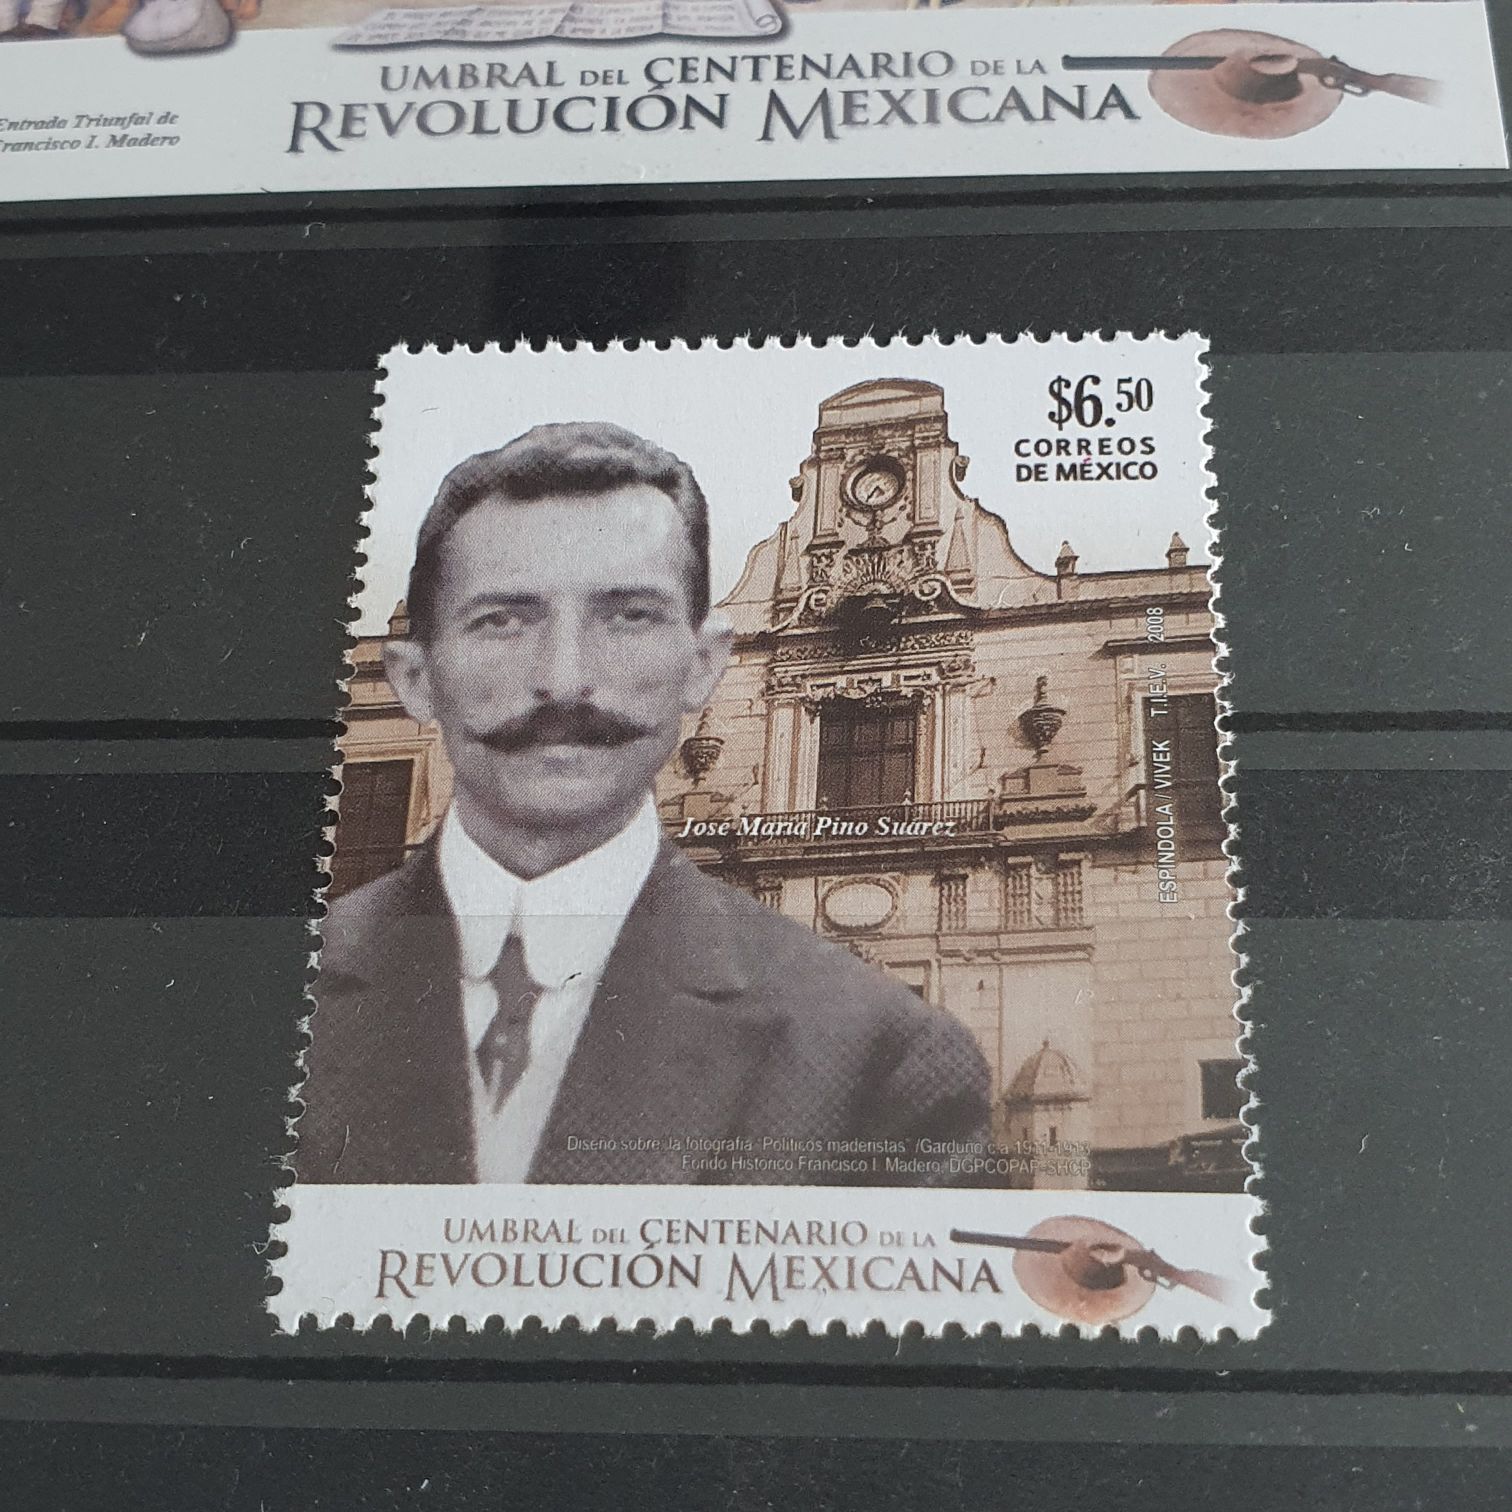 Entrada Triunfal de
Francisco I. Madero
UMBRAL DEL CENTENARIO DE LA
REVOLUCIÓN MEXICANA
$6.50
CORREOS
DE MÉXICO
José María Pino Suárez
ESPINDOLA / VIVEK T.I.E.V. 2008
Diseño sobre la fotografía "Políticos maderistas" /Garduño c.a 1911-1913
Fondo Histórico Francisco I. Madero, DGPCOPAF-SHCP
UMBRAL DEL CENTENARIO DE LA
REVOLUCIÓN MEXICANA